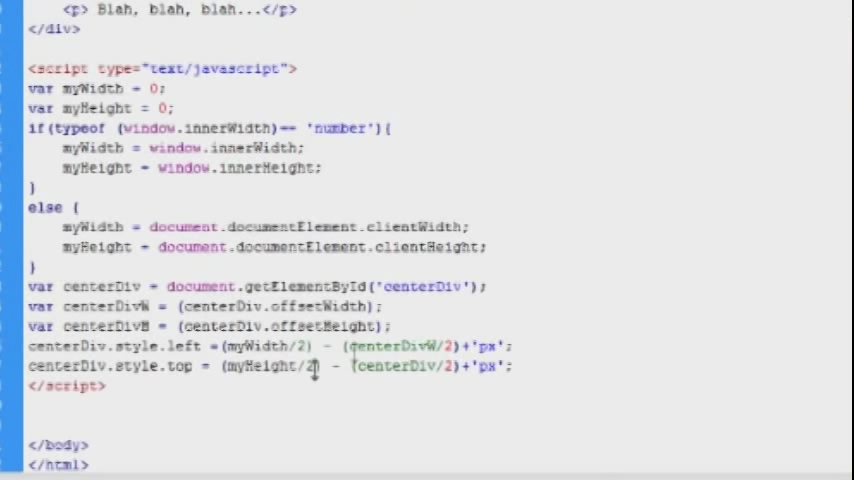 <p> Blah, blah, blah...</p>
</div>
<script type="text/javascript">
var myWidth = 0;
var myHeight = 0;
if(typeof (window.innerWidth)== 'number'){
myWidth = window.innerWidth;
myHeight = window.innerHeight;
}
else {
myWidth = document.documentElement.clientWidth;
myHeight = document.documentElement.clientHeight;
}
var centerDiv = document.getElementById('centerDiv');
var centerDivW = (centerDiv.offsetWidth);
var centerDivH = (centerDiv.offsetHeight);
centerDiv.style.left =(myWidth/2) - (centerDivW/2)+'px';
centerDiv.style.top = (myHeight/2) - (centerDiv/2)+'px';
</script>
</body>
</html>